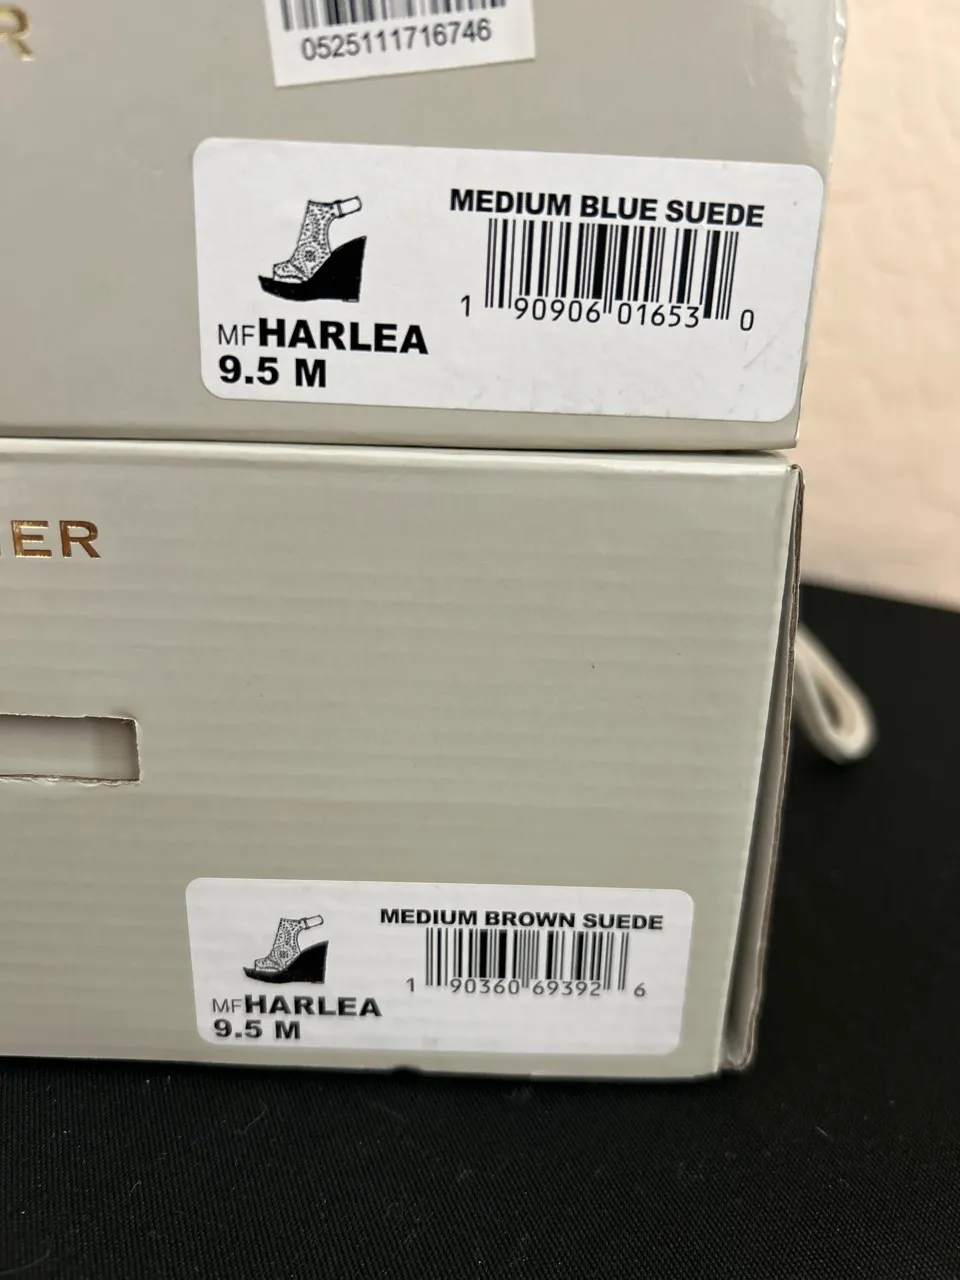 R
0525111716746
MEDIUM BLUE SUEDE
1 90906 01653 0
MFHARLEA
9.5 M
ER
MEDIUM BROWN SUEDE
1 90360 69392 6
MFHARLEA
9.5 M